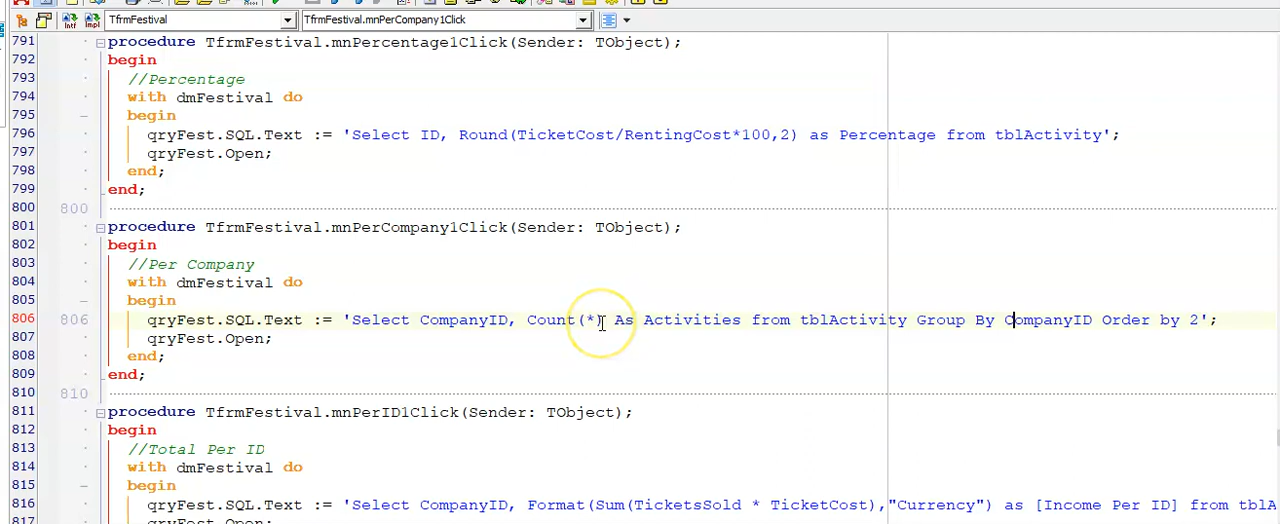 TfrmFestival TfrmFestival.mnPerCompany1Click
791 procedure TfrmFestival.mnPercentage1Click(Sender: TObject);
792 begin
793 //Percentage
794 with dmFestival do
795 begin
796 qryFest.SQL.Text := 'Select ID, Round(TicketCost/RentingCost*100,2) as Percentage from tblActivity';
797 qryFest.Open;
798 end;
799 end;
800 800
801 procedure TfrmFestival.mnPerCompany1Click(Sender: TObject);
802 begin
803 //Per Company
804 with dmFestival do
805 begin
806 806 qryFest.SQL.Text := 'Select CompanyID, Count(*) As Activities from tblActivity Group By CompanyID Order by 2';
807 qryFest.Open;
808 end;
809 end;
810 810
811 procedure TfrmFestival.mnPerID1Click(Sender: TObject);
812 begin
813 //Total Per ID
814 with dmFestival do
815 begin
816 qryFest.SQL.Text := 'Select CompanyID, Format(Sum(TicketsSold * TicketCost),"Currency") as [Income Per ID] from tblA
817 qryFest.Open;